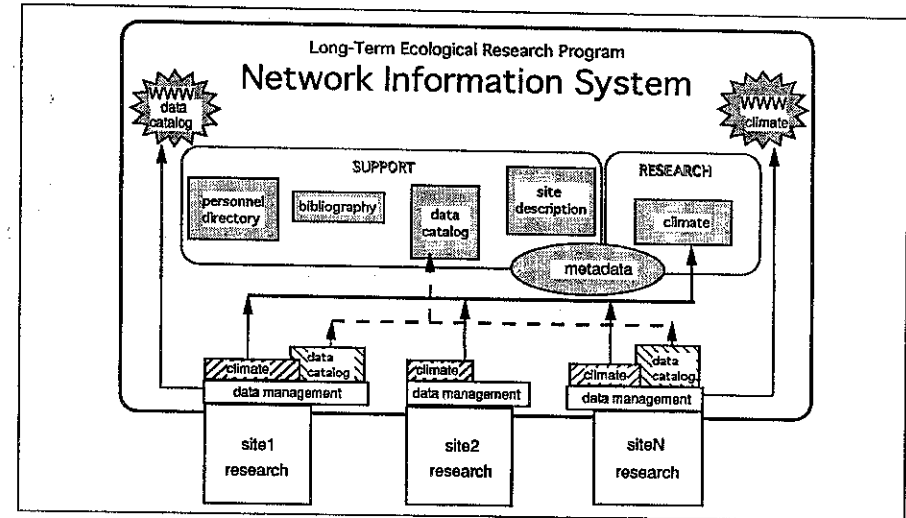 Long-Term Ecological Research Program
Network Information System
WWW
data
catalog
WWW
climate
SUPPORT
RESEARCH
personnel
directory
bibliography
data
catalog
site
description
climate
metadata
climate
data
catalog
data management
climate
data management
climate
data
catalog
data management
site1
research
site2
research
siteN
research